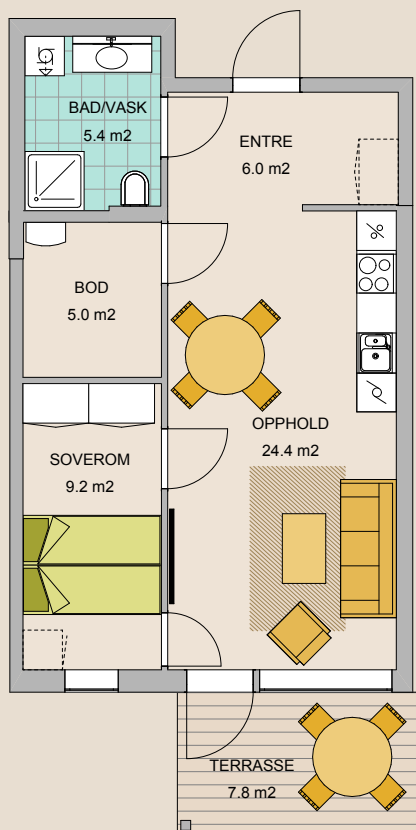 BAD/VASK
5.4 m2
ENTRE
6.0 m2
BOD
5.0 m2
OPPHOLD
24.4 m2
SOVEROM
9.2 m2
TERRASSE
7.8 m2